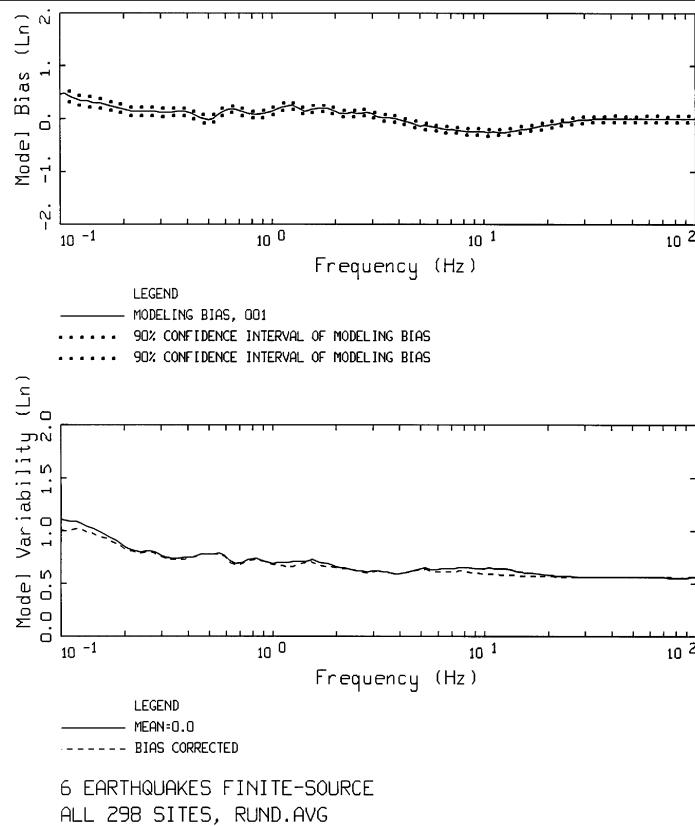 Model Bias (Ln)
2.
1.
0.
-1.
-2.
10 -1
10 0
10 1
10 2
Frequency (Hz)
LEGEND
MODELING BIAS, 001
90% CONFIDENCE INTERVAL OF MODELING BIAS
90% CONFIDENCE INTERVAL OF MODELING BIAS
Model Variability (Ln)
2.0
1.5
1.0
0.5
0.0
10 -1
10 0
10 1
10 2
Frequency (Hz)
LEGEND
MEAN=0.0
BIAS CORRECTED
6 EARTHQUAKES FINITE-SOURCE
ALL 298 SITES, RUND.AVG